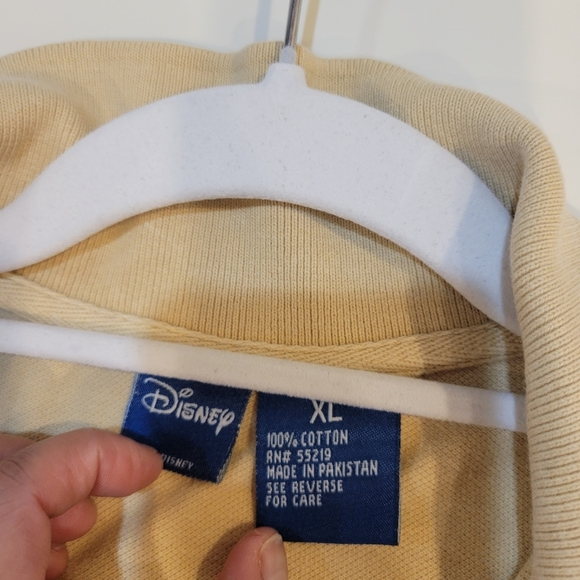 Disney
DISNEY
XL
100% COTTON
RN# 55219
MADE IN PAKISTAN
SEE REVERSE
FOR CARE